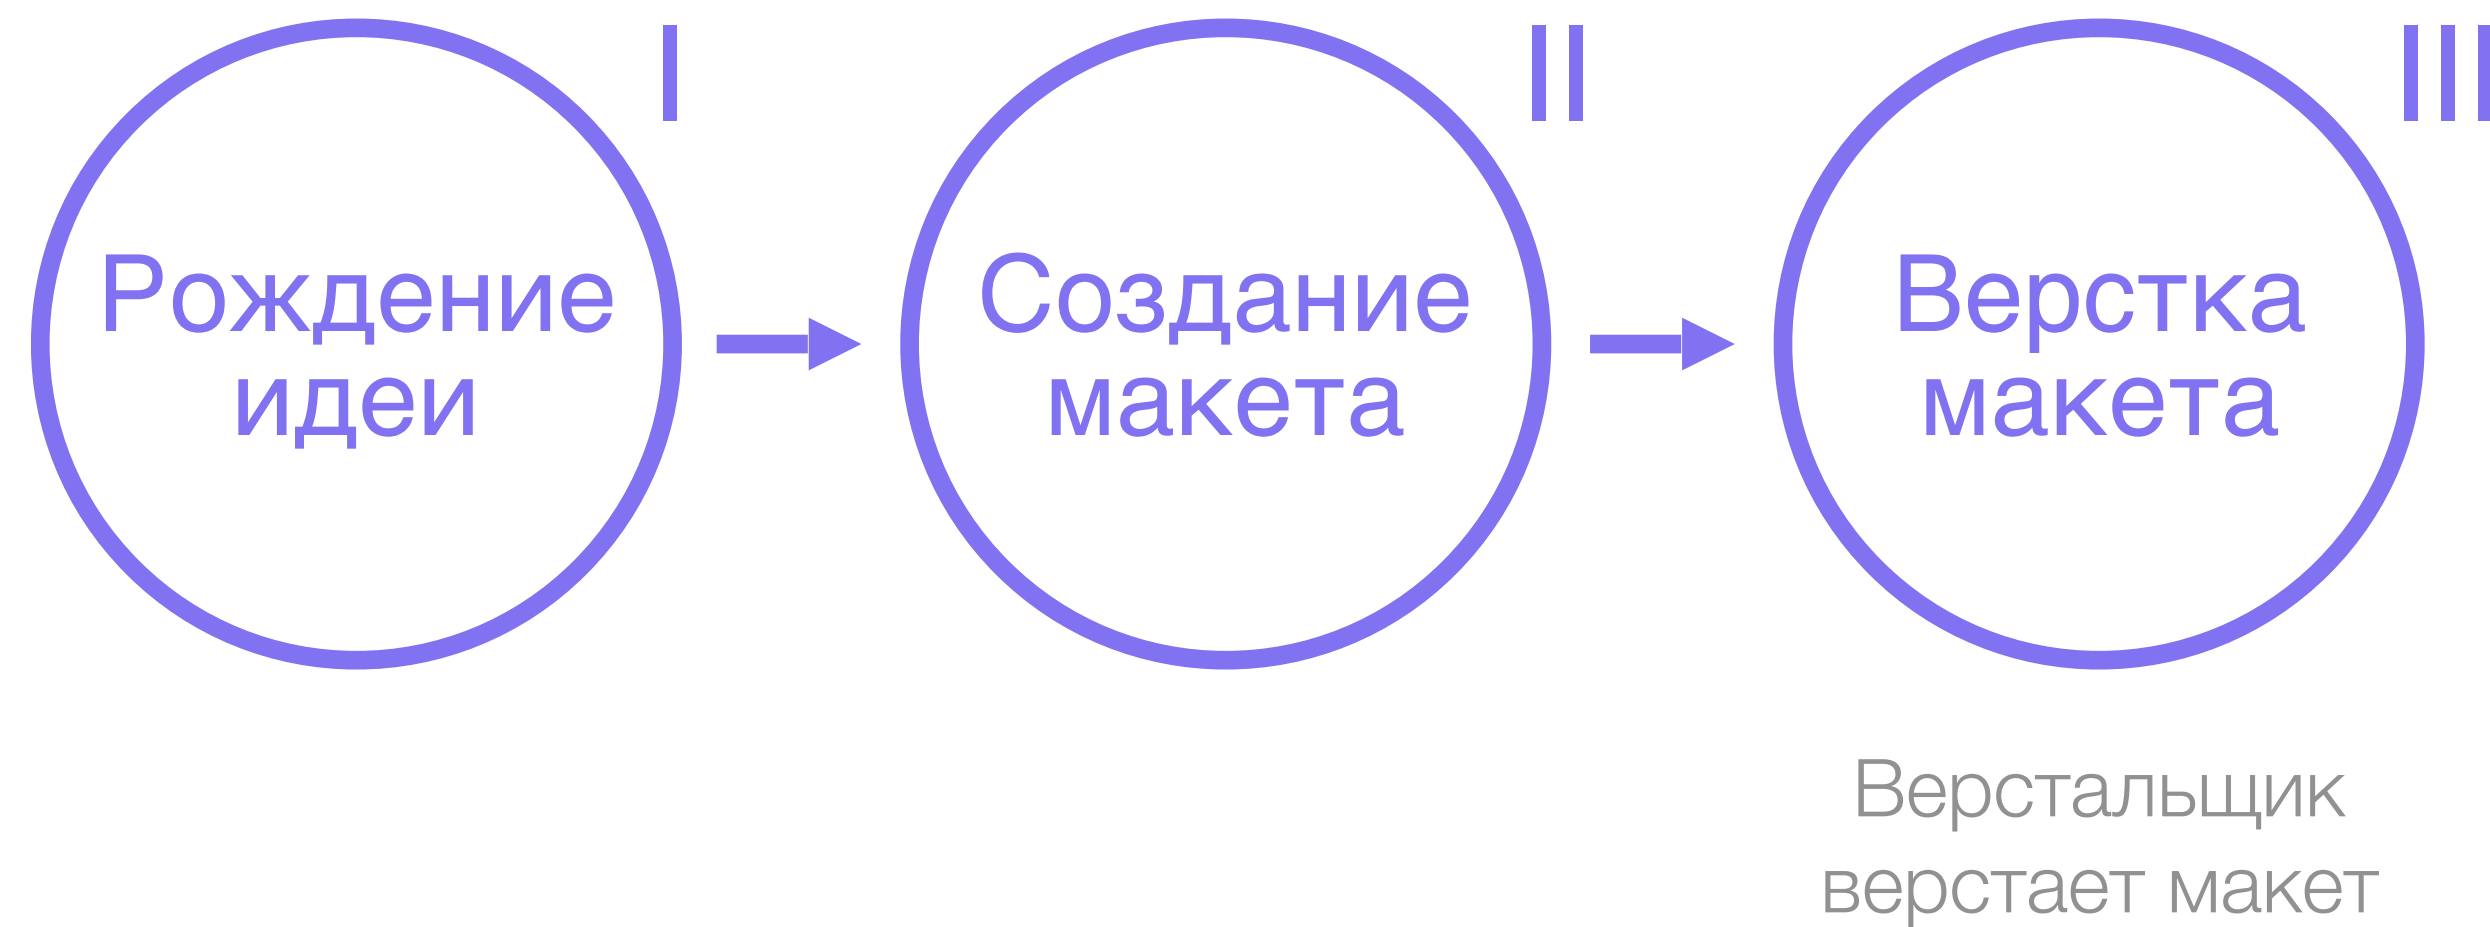 I
II
III
Рождение
идеи
Создание
макета
Верстка
макета
Верстальщик
верстает макет